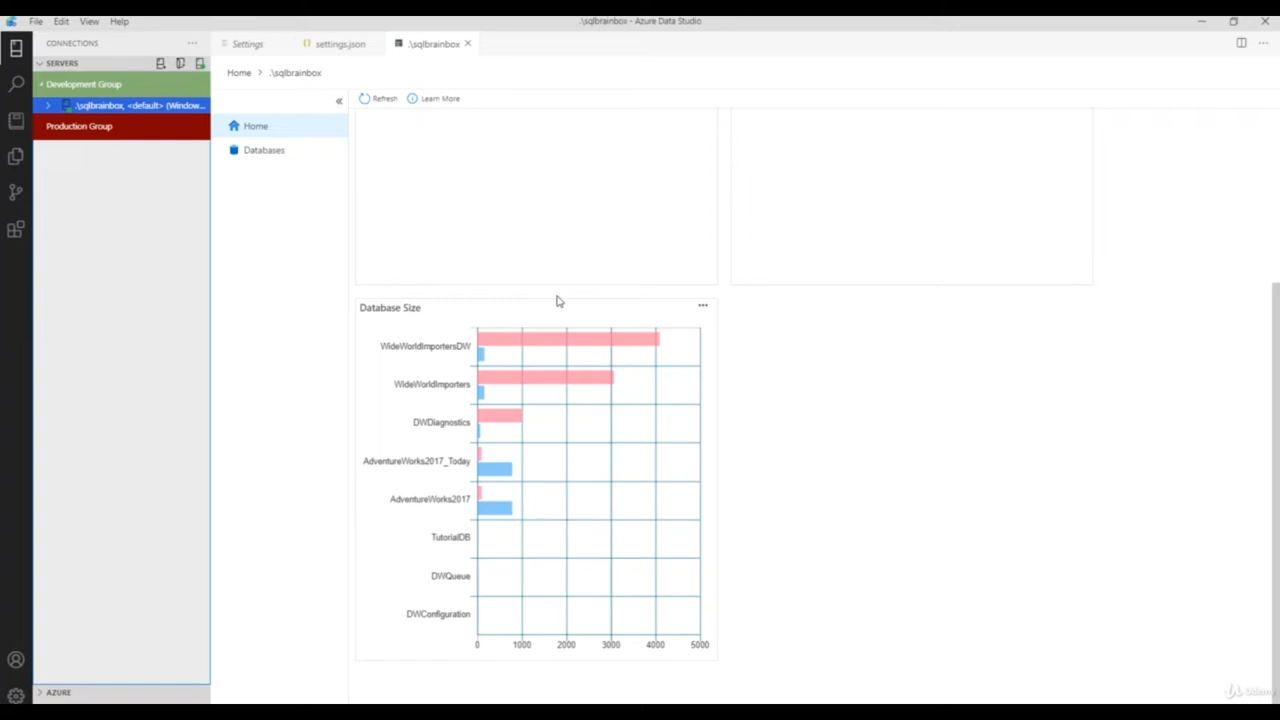 File Edit View Help
.\sqlbrainbox - Azure Data Studio
CONNECTIONS
SERVERS
Development Group
.\sqlbrainbox, <default> (Window...
Production Group
AZURE
Settings
settings.json
.\sqlbrainbox
Home > .\sqlbrainbox
Refresh
Learn More
Home
Databases
Database Size
WideWorldImportersDW
WideWorldImporters
DWDiagnostics
AdventureWorks2017_Today
AdventureWorks2017
TutorialDB
DWQueue
DWConfiguration
0 1000 2000 3000 4000 5000
Udemy